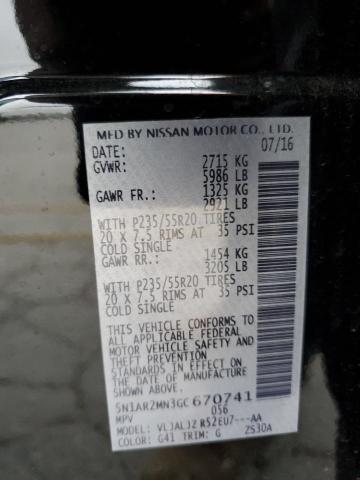 MFD BY NISSAN MOTOR CO., LTD.
DATE: 07/16
GVWR: 2715 KG
5986 LB
GAWR FR.: 1325 KG
2921 LB
WITH P235/55R20 TIRES
20 X 7.5 RIMS AT 35 PSI
COLD SINGLE
GAWR RR.: 1454 KG
3205 LB
WITH P235/55R20 TIRES
20 X 7.5 RIMS AT 35 PSI
COLD SINGLE
THIS VEHICLE CONFORMS TO ALL
APPLICABLE FEDERAL
MOTOR VEHICLE SAFETY AND
THEFT PREVENTION
STANDARDS IN EFFECT ON THE
DATE OF MANUFACTURE
SHOWN ABOVE.
5N1AR2MN3GC670741
MPV 056
MODEL: VLJALJZ R52EU7---AA
COLOR: G41 TRIM: G ZS30A